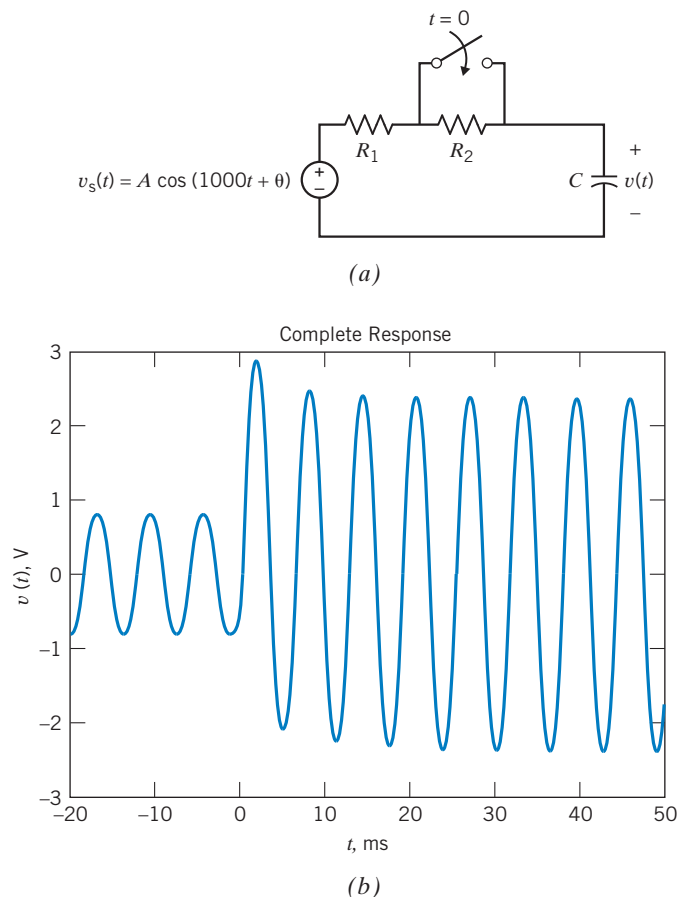 t = 0
R1 R2
vs(t) = A cos (1000t + θ)
+
–
C
+
v(t)
–
(a)
Complete Response
3
2
1
0
–1
–2
–3
v (t), V
–20 –10 0 10 20 30 40 50
t, ms
(b)